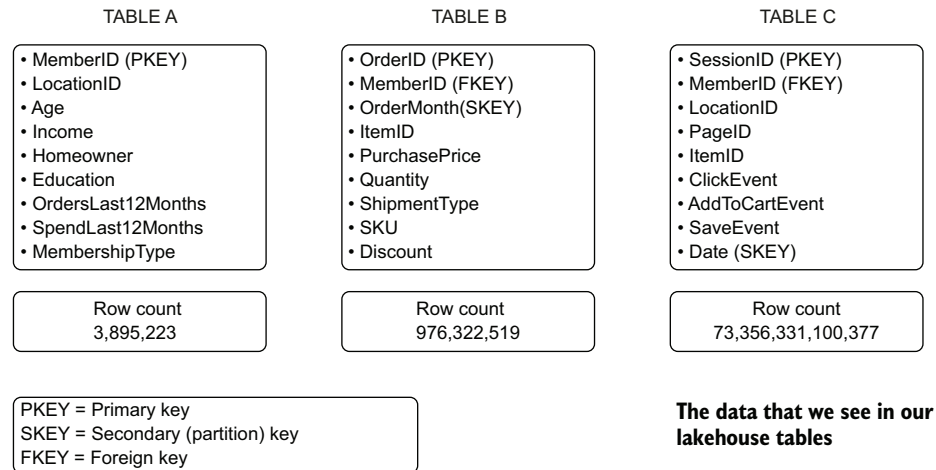 TABLE A
• MemberID (PKEY)
• LocationID
• Age
• Income
• Homeowner
• Education
• OrdersLast12Months
• SpendLast12Months
• MembershipType
Row count
3,895,223
TABLE B
• OrderID (PKEY)
• MemberID (FKEY)
• OrderMonth(SKEY)
• ItemID
• PurchasePrice
• Quantity
• ShipmentType
• SKU
• Discount
Row count
976,322,519
TABLE C
• SessionID (PKEY)
• MemberID (FKEY)
• LocationID
• PageID
• ItemID
• ClickEvent
• AddToCartEvent
• SaveEvent
• Date (SKEY)
Row count
73,356,331,100,377
PKEY = Primary key
SKEY = Secondary (partition) key
FKEY = Foreign key
The data that we see in our
lakehouse tables